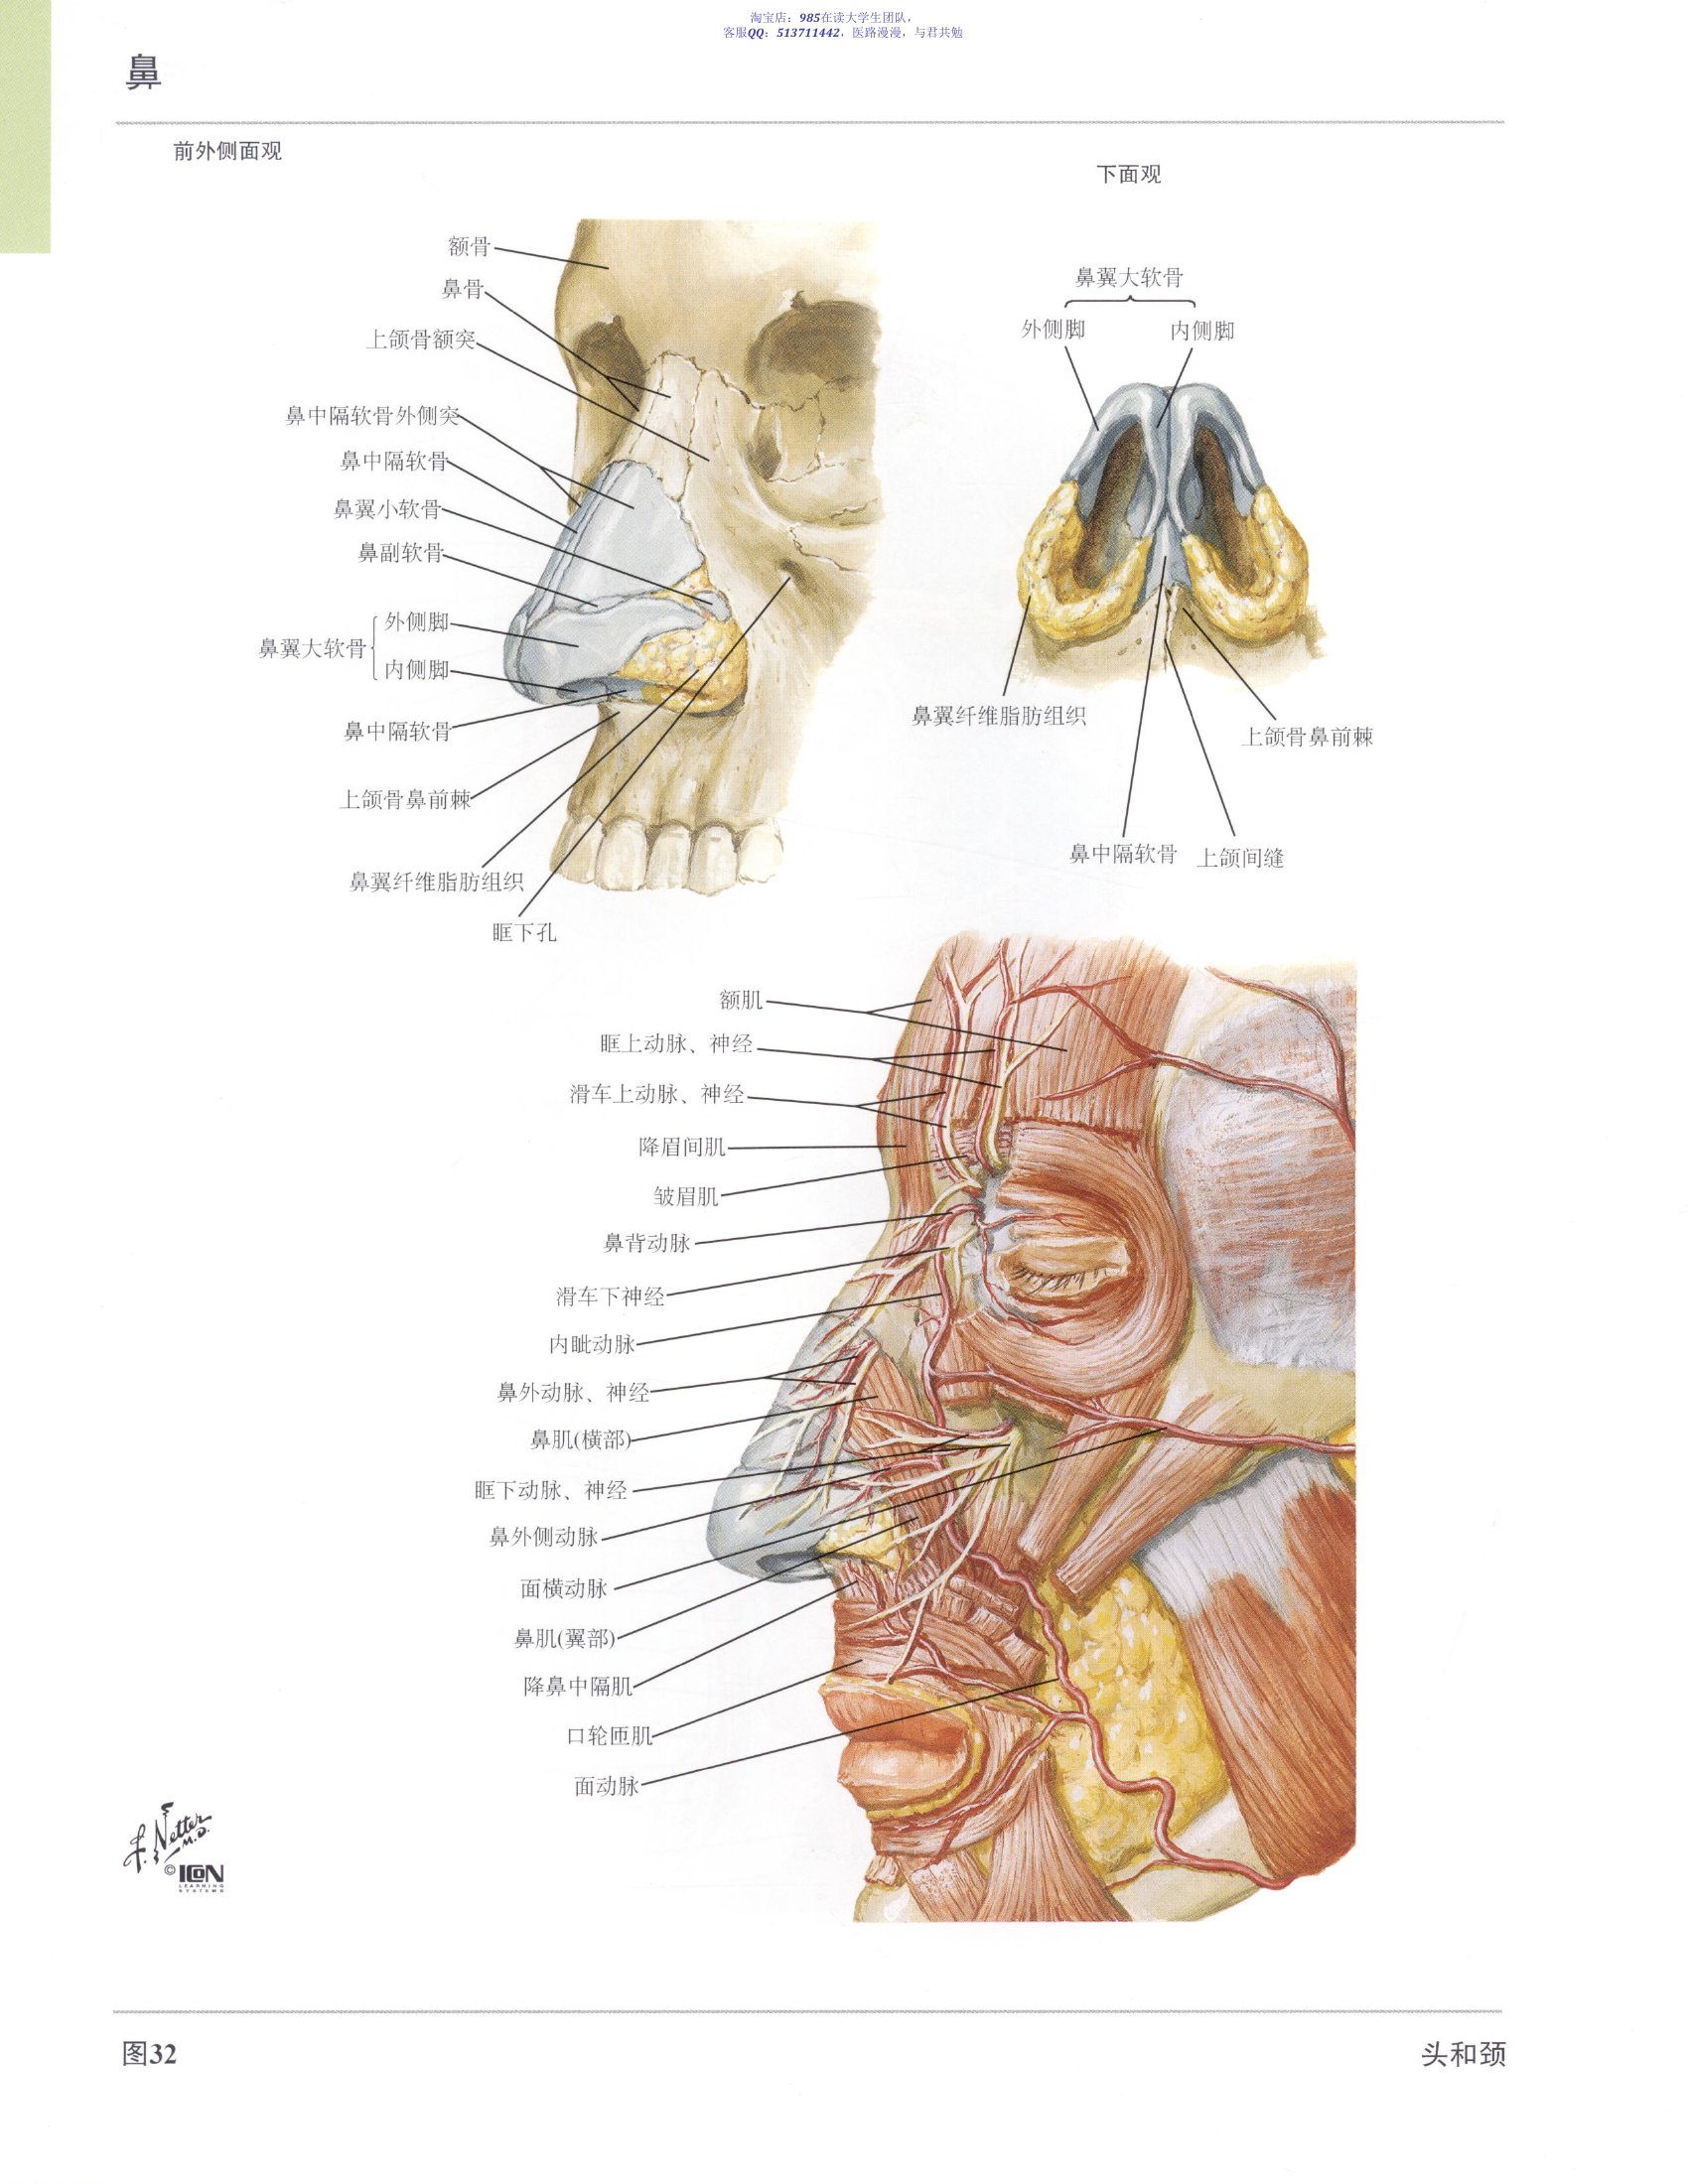 淘宝店：985在读大学生团队，
客服QQ：513711442，医路漫漫，与君共勉
鼻
前外侧面观
下面观
额骨
鼻骨
上颌骨额突
鼻中隔软骨外侧突
鼻中隔软骨
鼻翼小软骨
鼻副软骨
鼻翼大软骨
外侧脚
内侧脚
鼻中隔软骨
上颌骨鼻前棘
鼻翼纤维脂肪组织
眶下孔
鼻翼大软骨
外侧脚
内侧脚
鼻翼纤维脂肪组织
上颌骨鼻前棘
鼻中隔软骨
上颌间缝
额肌
眶上动脉、神经
滑车上动脉、神经
降眉间肌
皱眉肌
鼻背动脉
滑车下神经
内眦动脉
鼻外动脉、神经
鼻肌(横部)
眶下动脉、神经
鼻外侧动脉
面横动脉
鼻肌(翼部)
降鼻中隔肌
口轮匝肌
面动脉
F. Netter
M.D.
© ICON
LEARNING
SYSTEMS
图32
头和颈